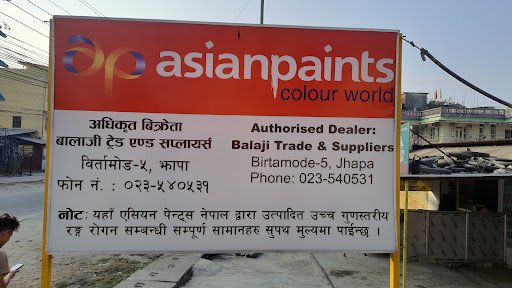 ap asianpaints
colour world
अधिकृत बिक्रेता
बालाजी ट्रेड एण्ड सप्लायर्स
विर्तामोड-५, झापा
फोन नं. : ०२३-५४०५३१
Authorised Dealer:
Balaji Trade & Suppliers
Birtamode-5, Jhapa
Phone: 023-540531
नोट: यहाँ एसियन पेन्ट्स नेपाल द्वारा उत्पादित उच्च गुणस्तरीय
रङ्ग रोगन सम्बन्धी सम्पूर्ण सामानहरु सुपथ मुल्यमा पाईन्छ ।